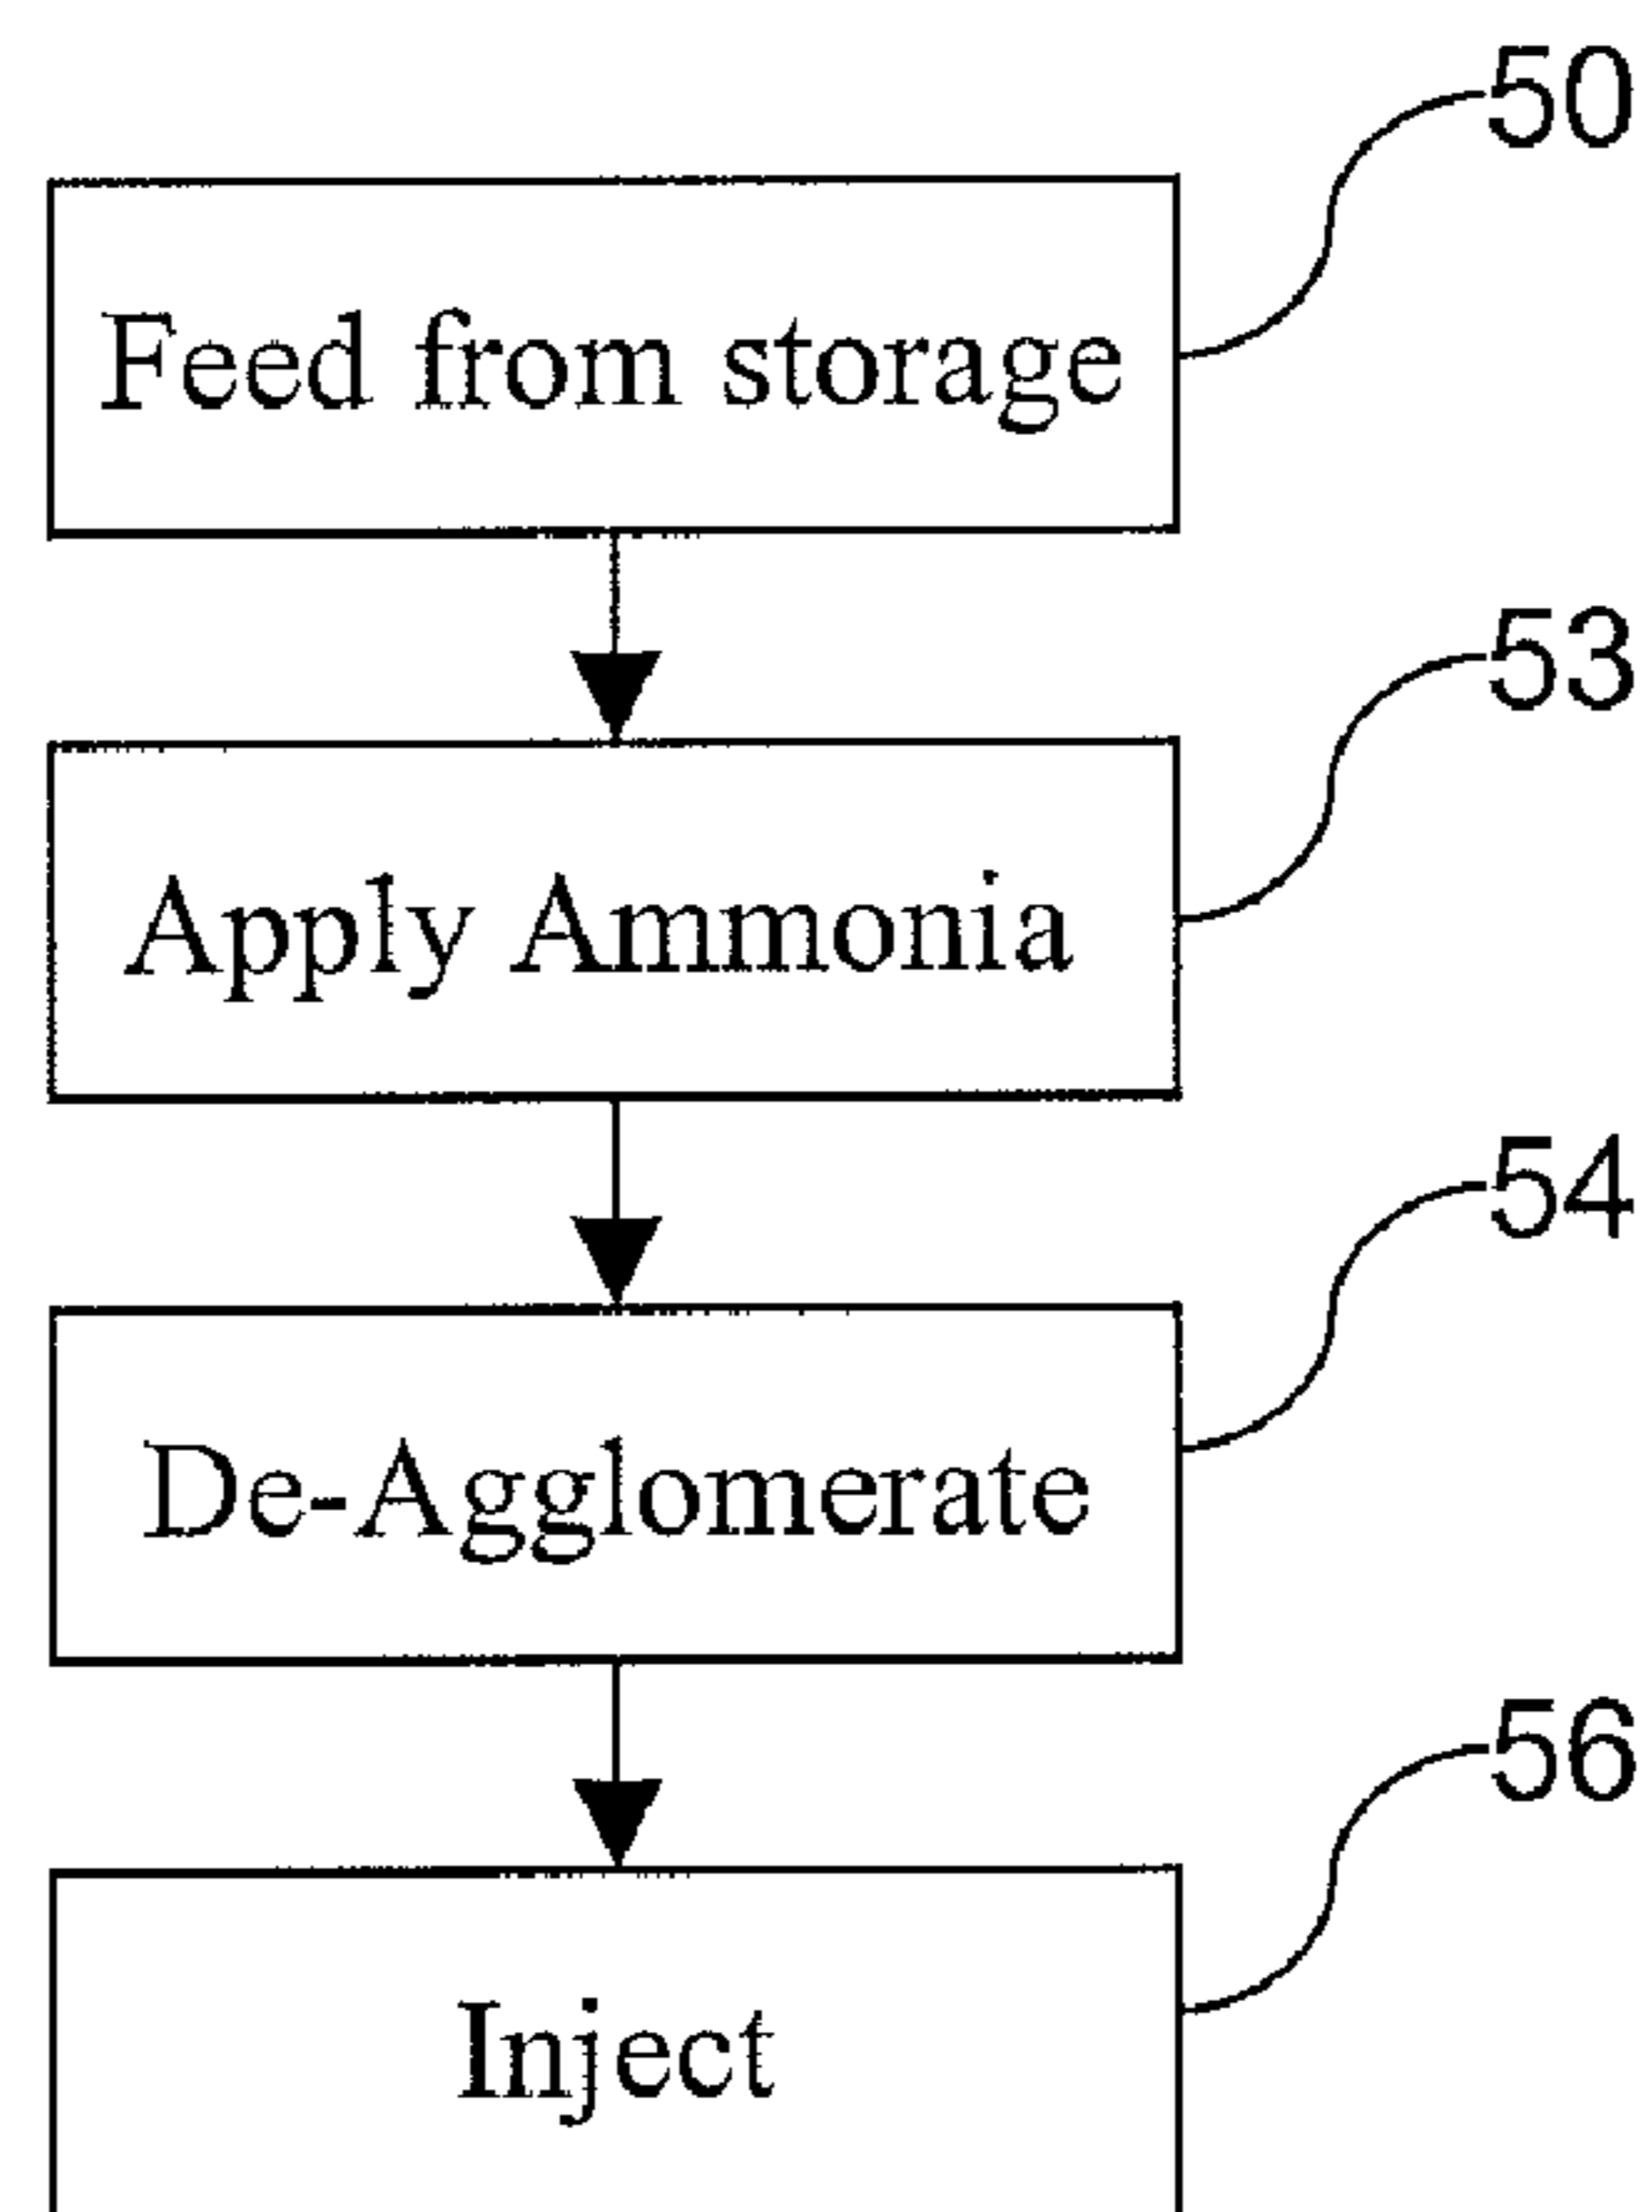 50
Feed from storage
53
Apply Ammonia
54
De-Agglomerate
56
Inject